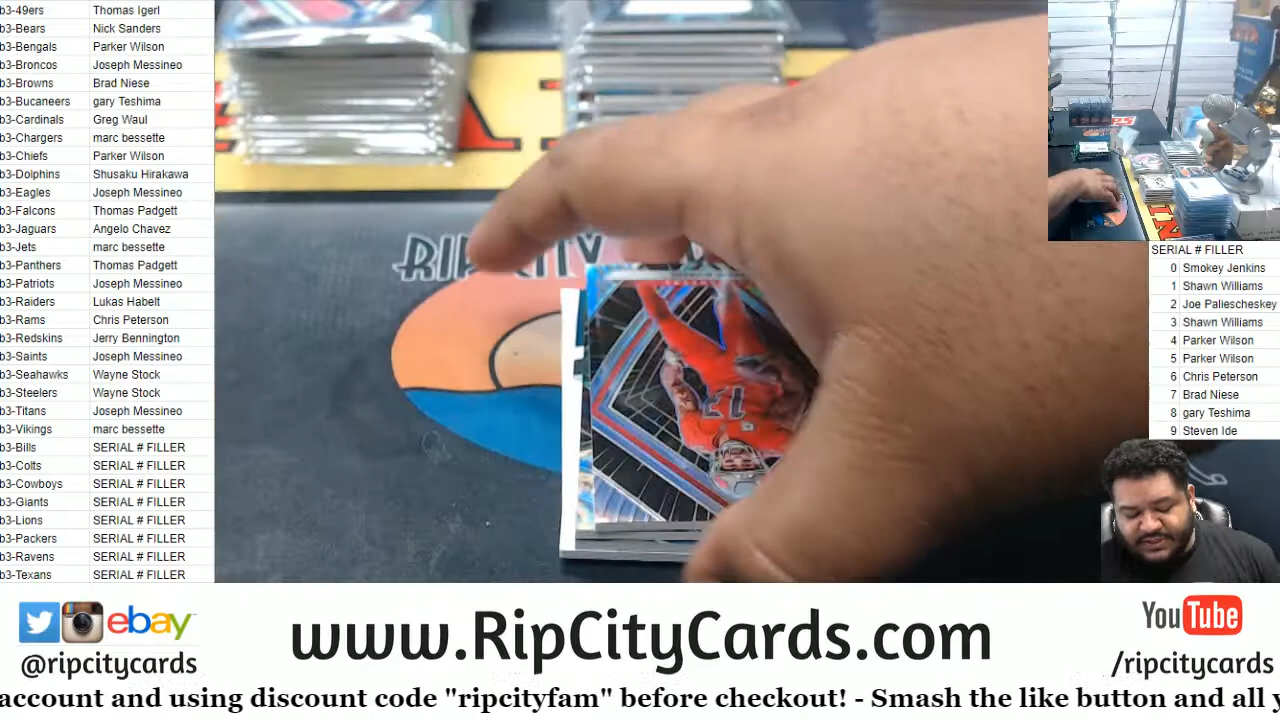 b3-49ers Thomas Igerl
b3-Bears Nick Sanders
b3-Bengals Parker Wilson
b3-Broncos Joseph Messineo
b3-Browns Brad Niese
b3-Bucaneers gary Teshima
b3-Cardinals Greg Waul
b3-Chargers marc bessette
b3-Chiefs Parker Wilson
b3-Dolphins Shusaku Hirakawa
b3-Eagles Joseph Messineo
b3-Falcons Thomas Padgett
b3-Jaguars Angelo Chavez
b3-Jets marc bessette
b3-Panthers Thomas Padgett
b3-Patriots Joseph Messineo
b3-Raiders Lukas Habelt
b3-Rams Chris Peterson
b3-Redskins Jerry Bennington
b3-Saints Joseph Messineo
b3-Seahawks Wayne Stock
b3-Steelers Wayne Stock
b3-Titans Joseph Messineo
b3-Vikings marc bessette
b3-Bills SERIAL # FILLER
b3-Colts SERIAL # FILLER
b3-Cowboys SERIAL # FILLER
b3-Giants SERIAL # FILLER
b3-Lions SERIAL # FILLER
b3-Packers SERIAL # FILLER
b3-Ravens SERIAL # FILLER
b3-Texans SERIAL # FILLER
RIP CITY
13
SERIAL # FILLER
0 Smokey Jenkins
1 Shawn Williams
2 Joe Paliescheskey
3 Shawn Williams
4 Parker Wilson
5 Parker Wilson
6 Chris Peterson
7 Brad Niese
8 gary Teshima
9 Steven Ide
ebay
@ripcitycards
www.RipCityCards.com
YouTube
/ripcitycards
account and using discount code "ripcityfam" before checkout! - Smash the like button and all